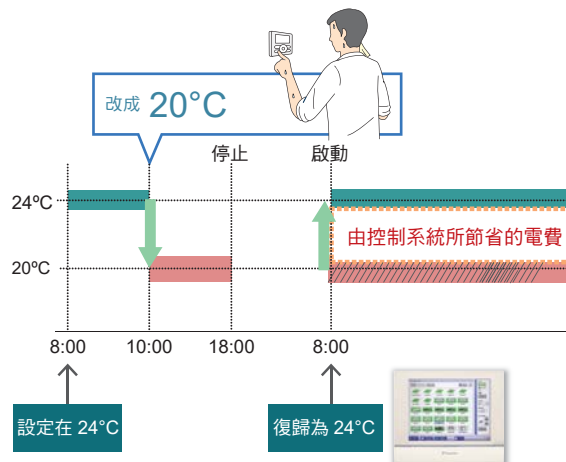 改成 20°C
停止
啟動
24ºC
由控制系統所節省的電費
20ºC
8:00
10:00
18:00
8:00
設定在 24°C
復歸為 24°C